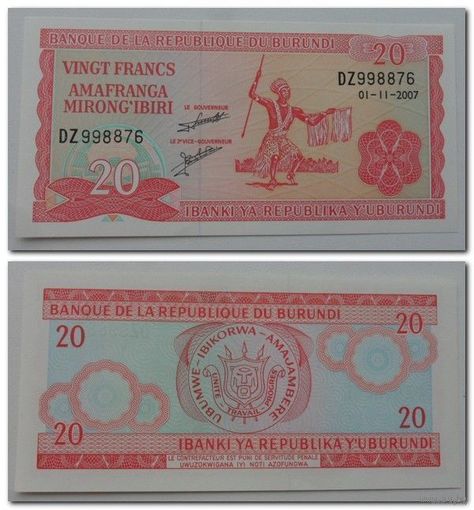 BANQUE DE LA REPUBLIQUE DU BURUNDI
20
VINGT FRANCS
AMAFRANGA
MIRONG'IBIRI
DZ998876
01-11-2007
LE GOUVERNEUR
DZ998876
LE 2e VICE-GOUVERNEUR
20
IBANKI YA REPUBLIKA Y'UBURUNDI
BANQUE DE LA REPUBLIQUE DU BURUNDI
20
20
UBUMWE - IBIKORWA - AMAJAMBERE
UNITE TRAVAIL PROGRES
20
20
IBANKI YA REPUBLIKA Y'UBURUNDI
LE CONTREFACTEUR EST PUNI DE SERVITUDE PENALE
UWUZOKWIGANA IYI NOTI AZOFUNGWA